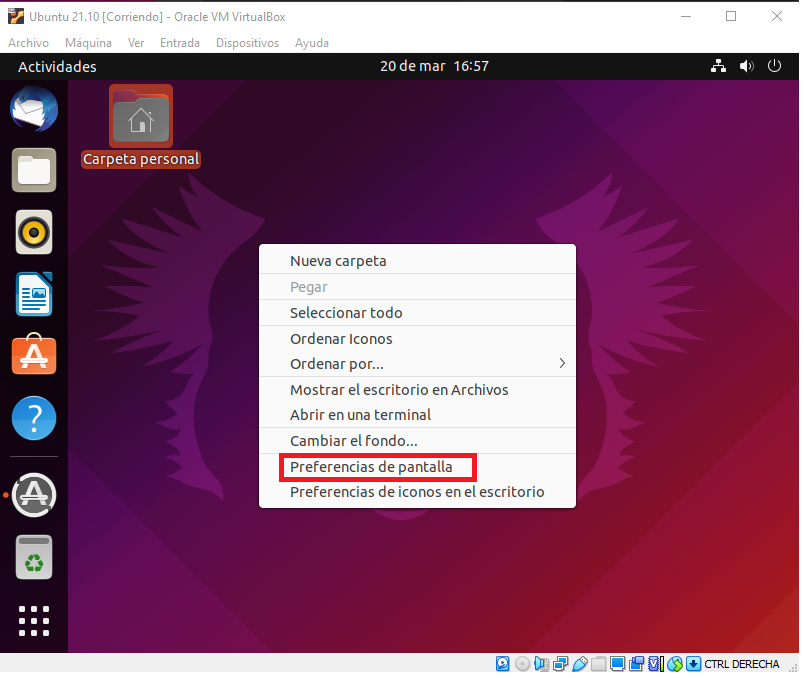 Ubuntu 21.10 [Corriendo] - Oracle VM VirtualBox
Archivo Máquina Ver Entrada Dispositivos Ayuda
Actividades 20 de mar 16:57
Carpeta personal
Nueva carpeta
Pegar
Seleccionar todo
Ordenar Iconos
Ordenar por...
Mostrar el escritorio en Archivos
Abrir en una terminal
Cambiar el fondo...
Preferencias de pantalla
Preferencias de iconos en el escritorio
CTRL DERECHA